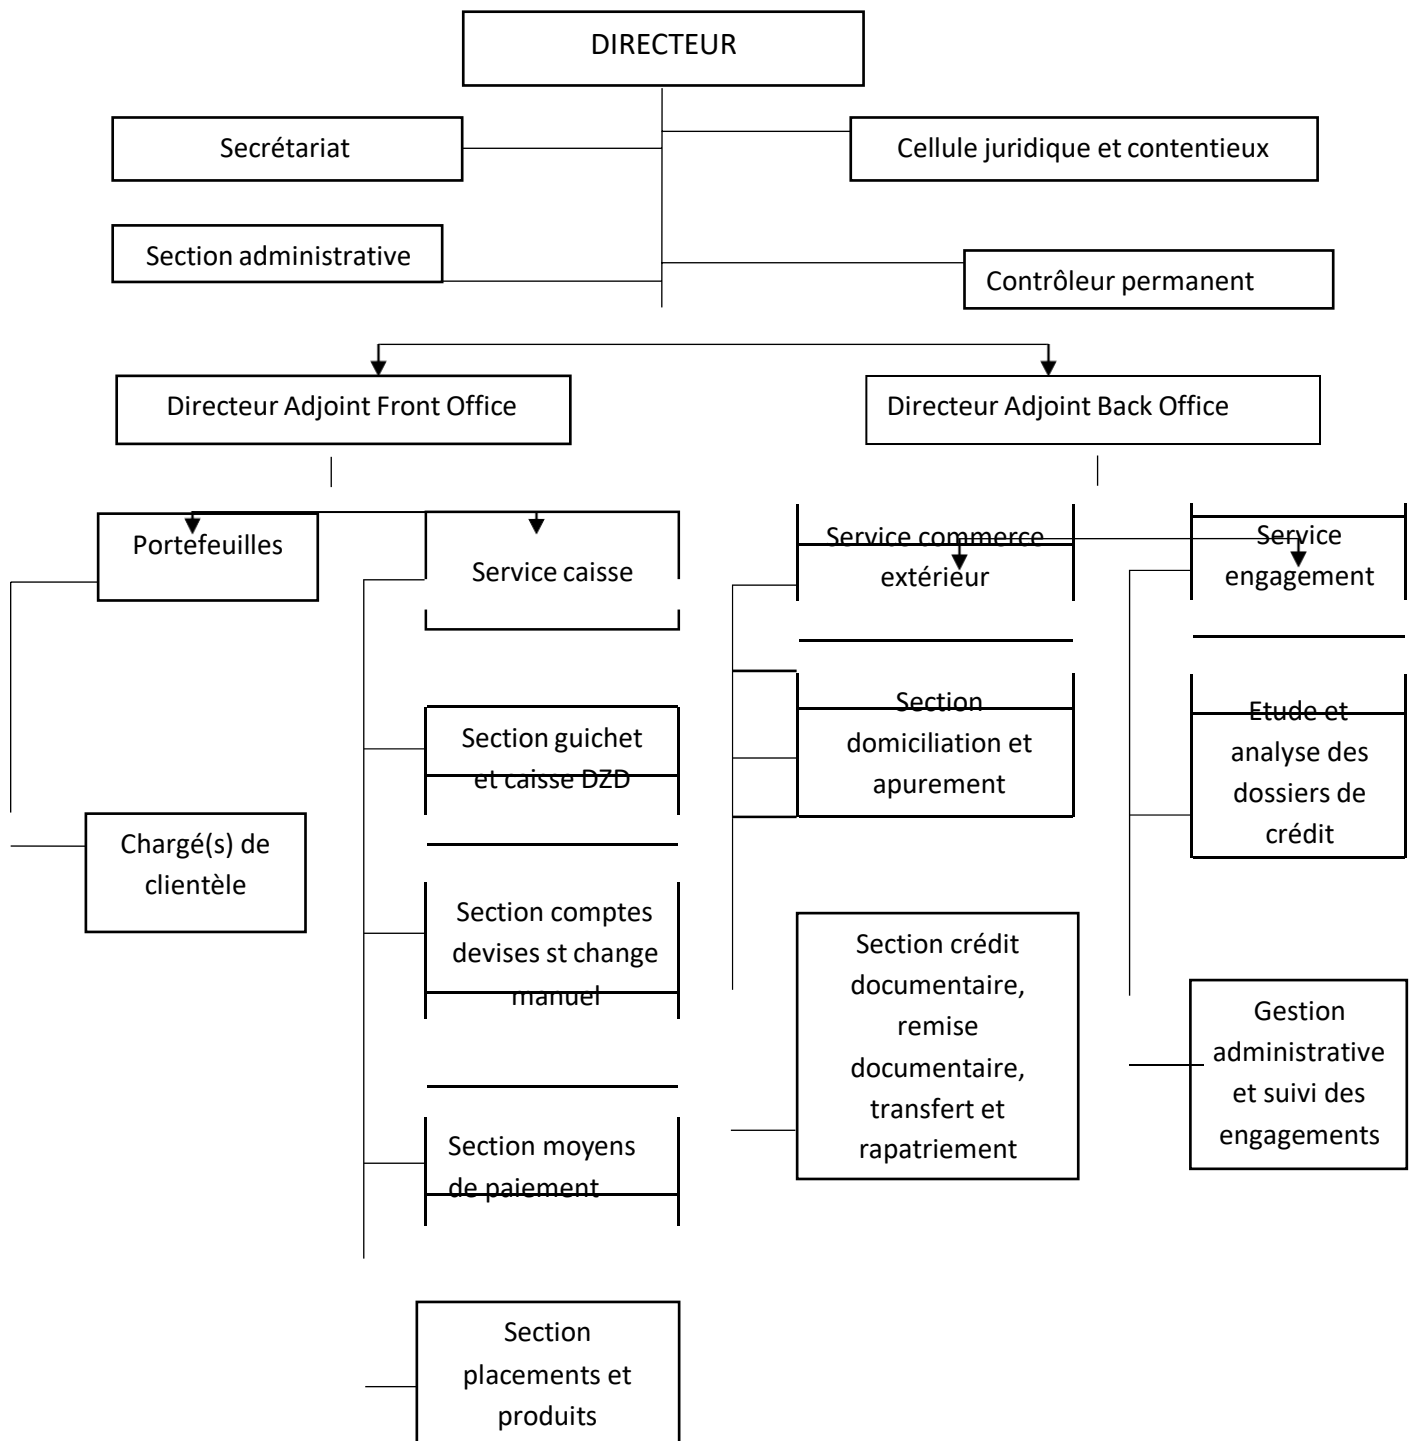 DIRECTEUR
Secrétariat
Cellule juridique et contentieux
Section administrative
Contrôleur permanent
Directeur Adjoint Front Office
Directeur Adjoint Back Office
Portefeuilles
Service caisse
Service commerce
extérieur
Service
engagement
Chargé(s) de
clientèle
Section guichet
et caisse DZD
Section comptes
devises st change
manuel
Section moyens
de paiement
Section
placements et
produits
Section
domiciliation et
apurement
Section crédit
documentaire,
remise
documentaire,
transfert et
rapatriement
Etude et
analyse des
dossiers de
crédit
Gestion
administrative
et suivi des
engagements